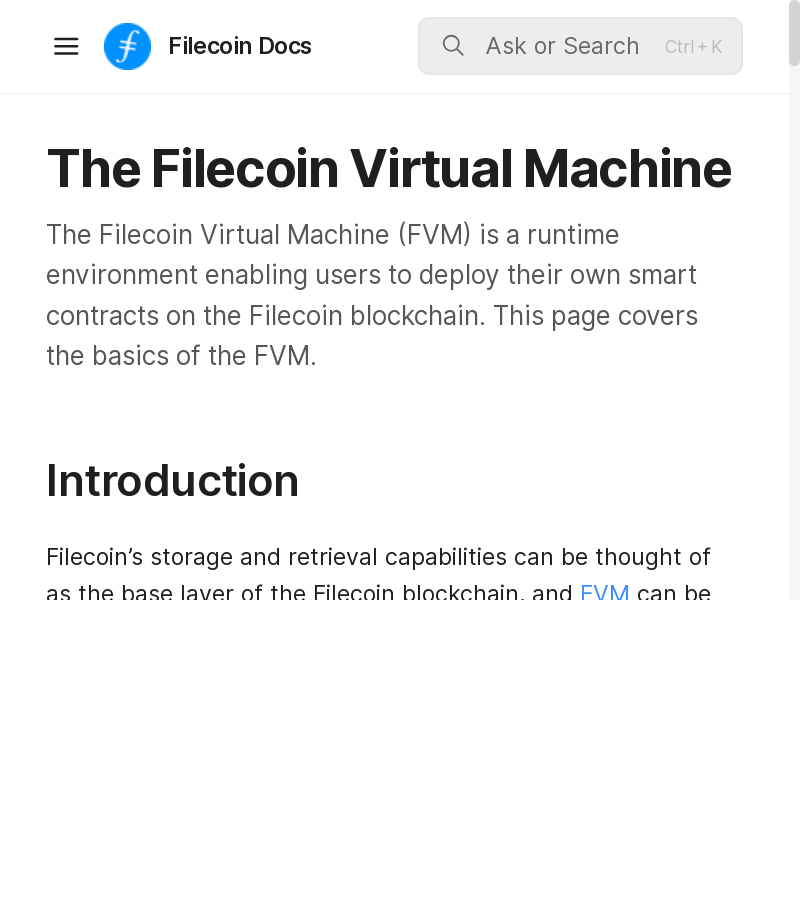 Filecoin Docs
Ask or Search
Ctrl + K
The Filecoin Virtual Machine
The Filecoin Virtual Machine (FVM) is a runtime
environment enabling users to deploy their own smart
contracts on the Filecoin blockchain. This page covers
the basics of the FVM.
Introduction
Filecoin’s storage and retrieval capabilities can be thought of
as the base layer of the Filecoin blockchain, and FVM can be